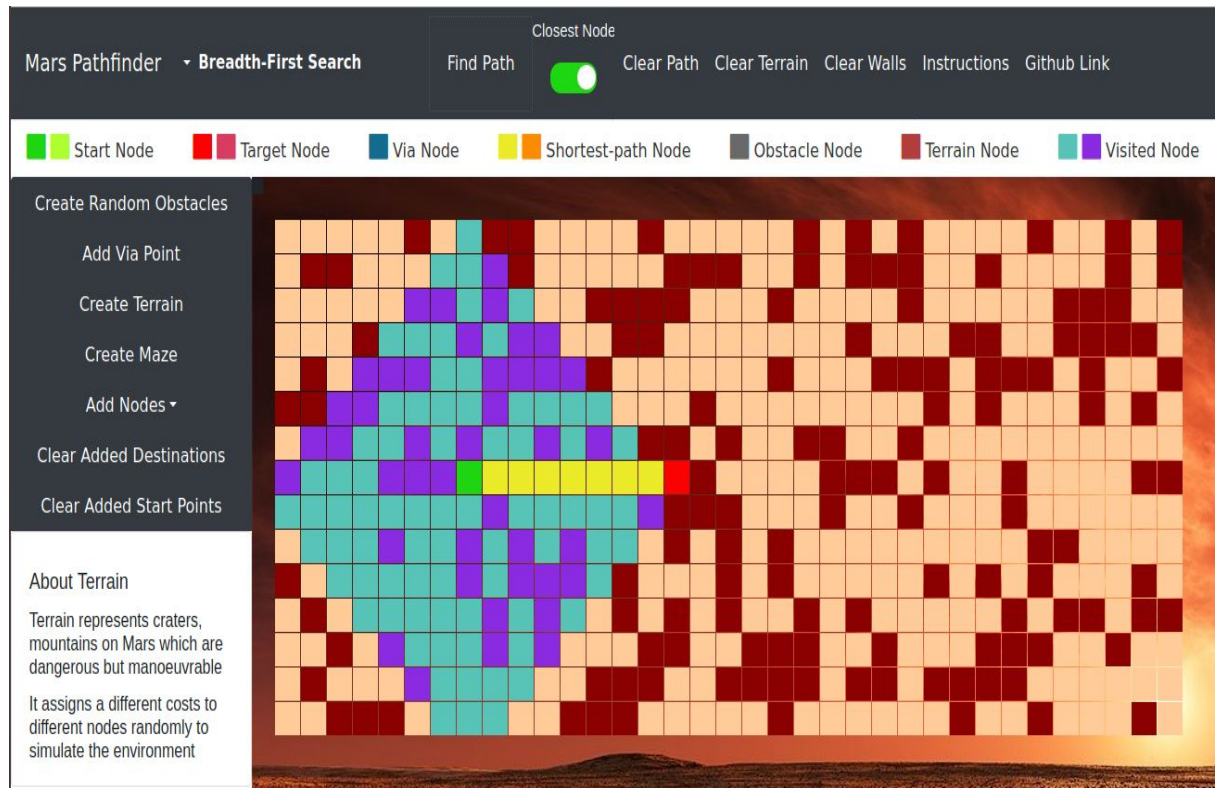 Closest Node
Mars Pathfinder Breadth-First Search Find Path Clear Path Clear Terrain Clear Walls Instructions Github Link
Start Node Target Node Via Node Shortest-path Node Obstacle Node Terrain Node Visited Node
Create Random Obstacles
Add Via Point
Create Terrain
Create Maze
Add Nodes
Clear Added Destinations
Clear Added Start Points
About Terrain
Terrain represents craters,
mountains on Mars which are
dangerous but manoeuvrable
It assigns a different costs to
different nodes randomly to
simulate the environment